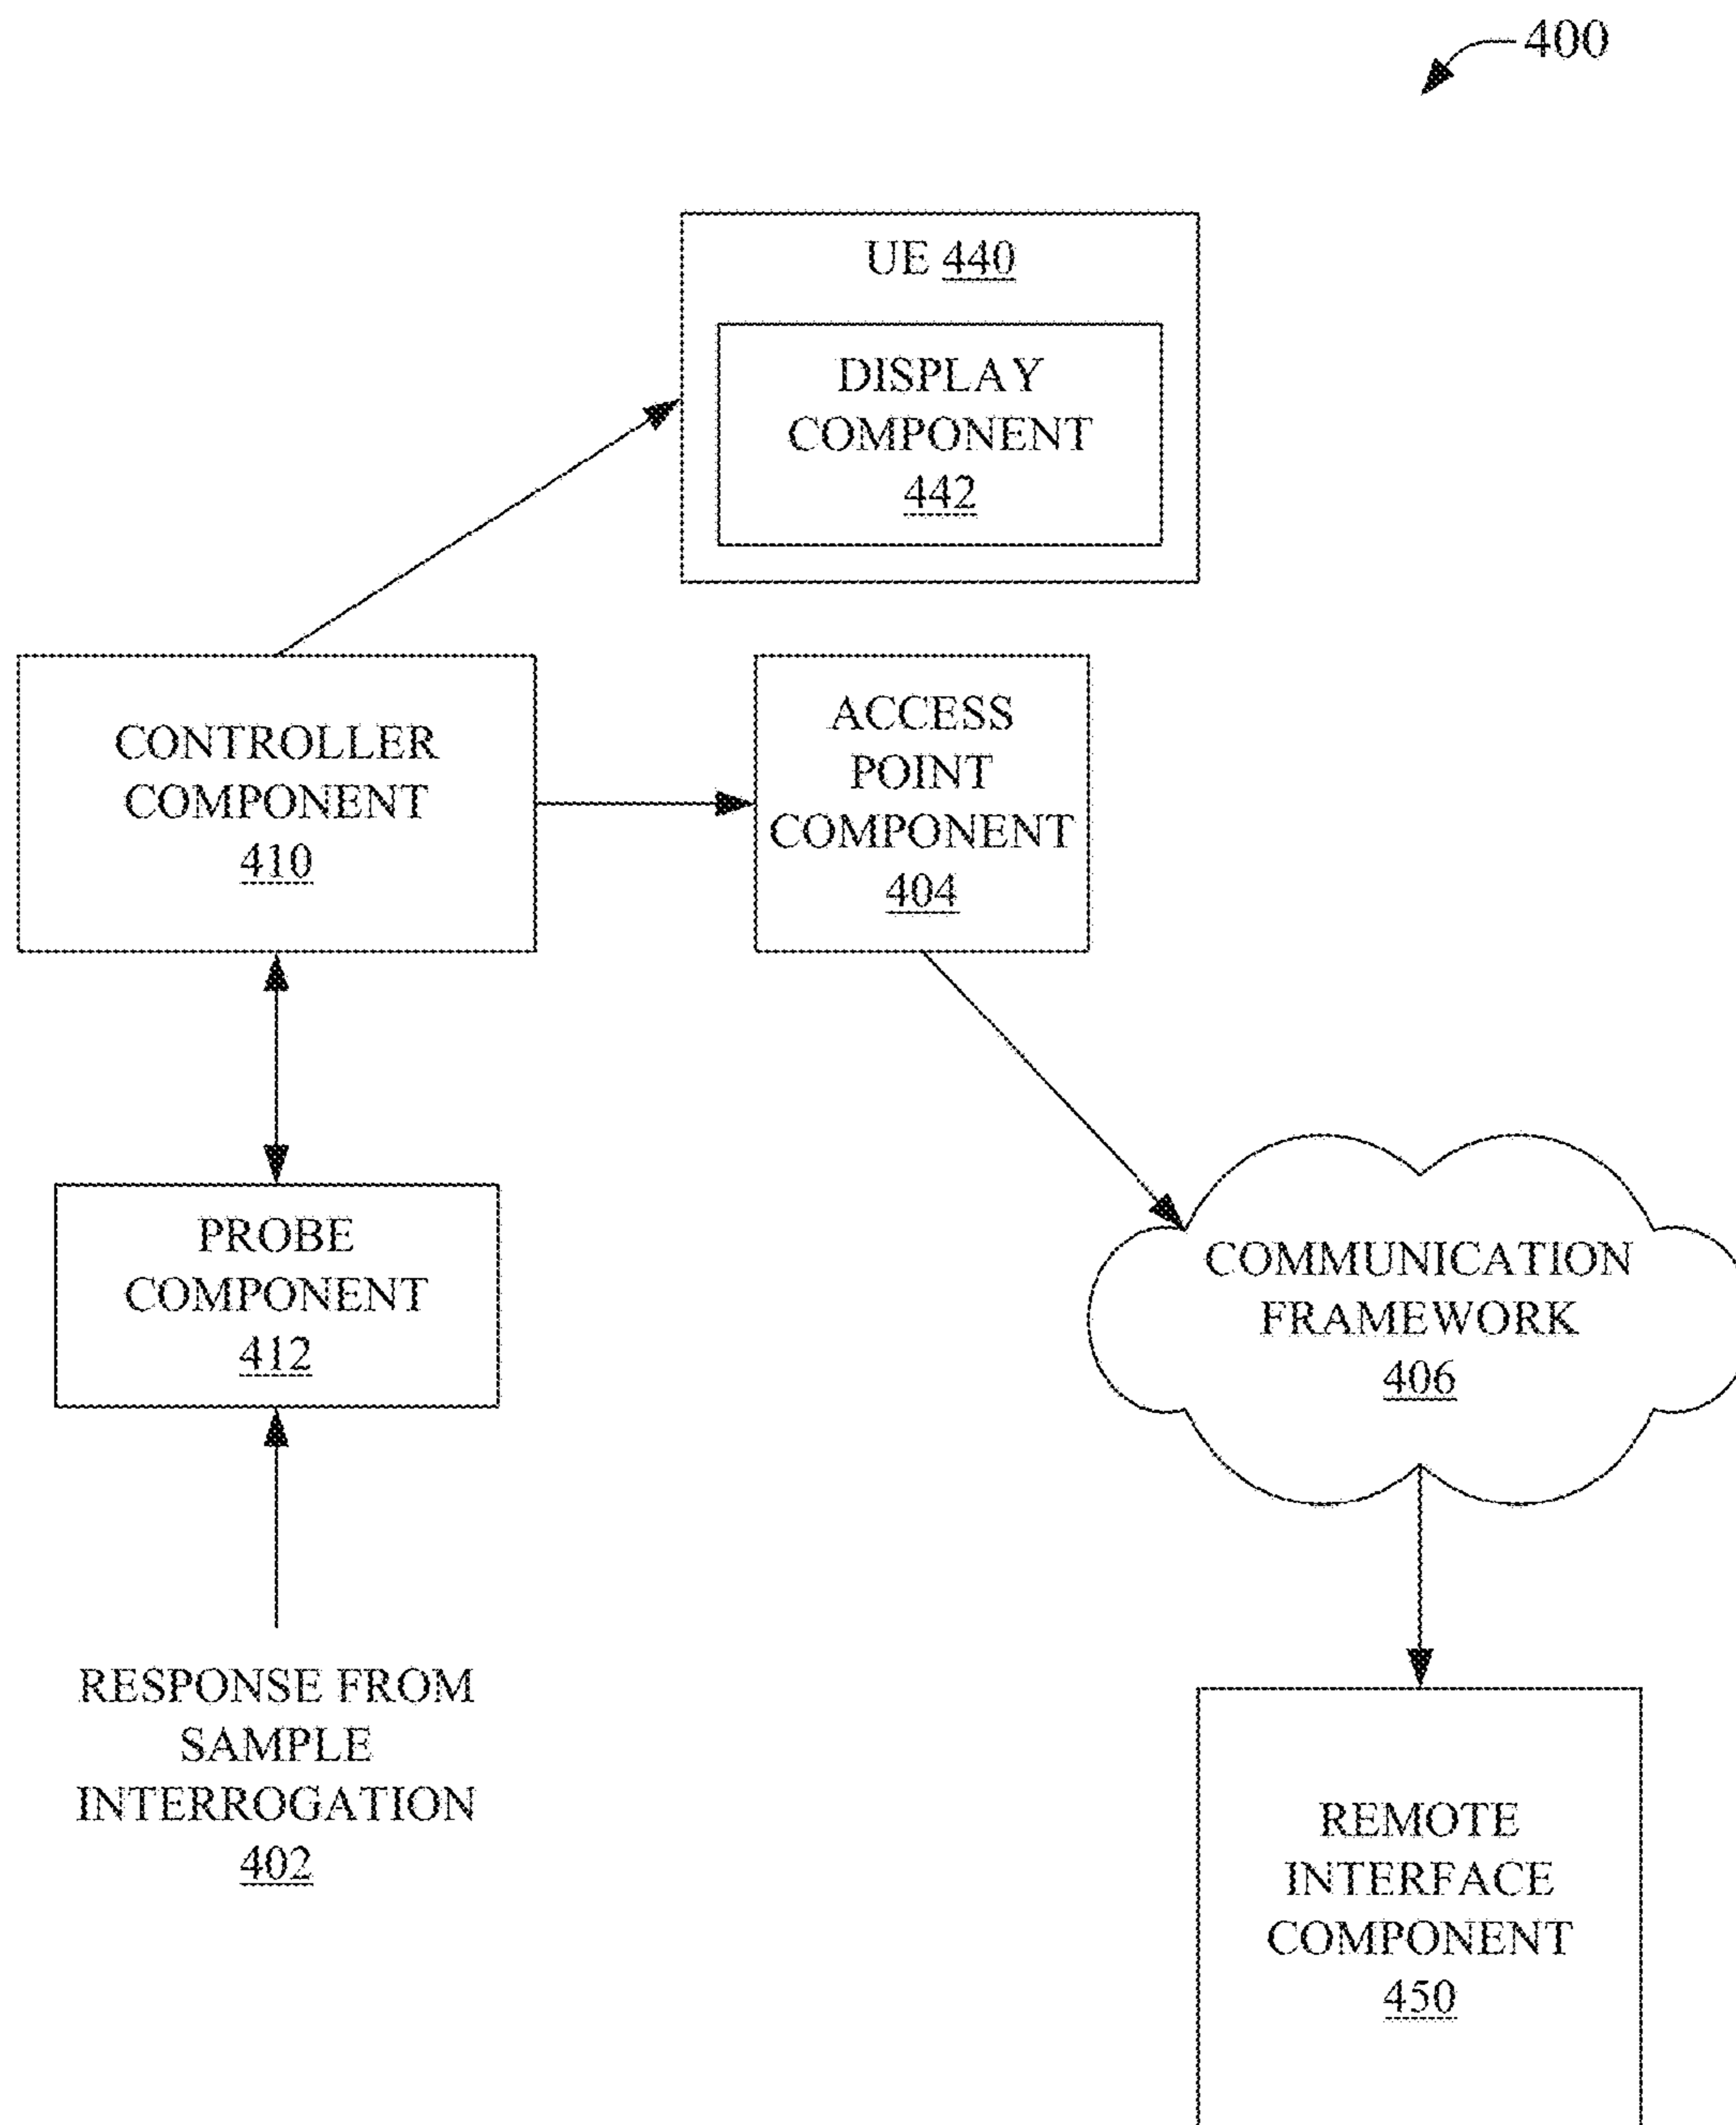 400
UE 440
DISPLAY
COMPONENT
442
CONTROLLER
COMPONENT
410
ACCESS
POINT
COMPONENT
404
PROBE
COMPONENT
412
COMMUNICATION
FRAMEWORK
406
RESPONSE FROM
SAMPLE
INTERROGATION
402
REMOTE
INTERFACE
COMPONENT
450